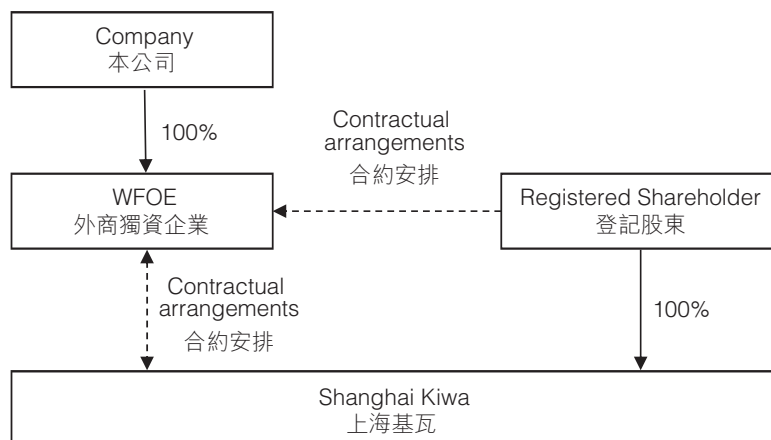 Company
本公司
100%
Contractual
arrangements
合約安排
WFOE
外商獨資企業
Registered Shareholder
登記股東
Contractual
arrangements
合約安排
100%
Shanghai Kiwa
上海基瓦